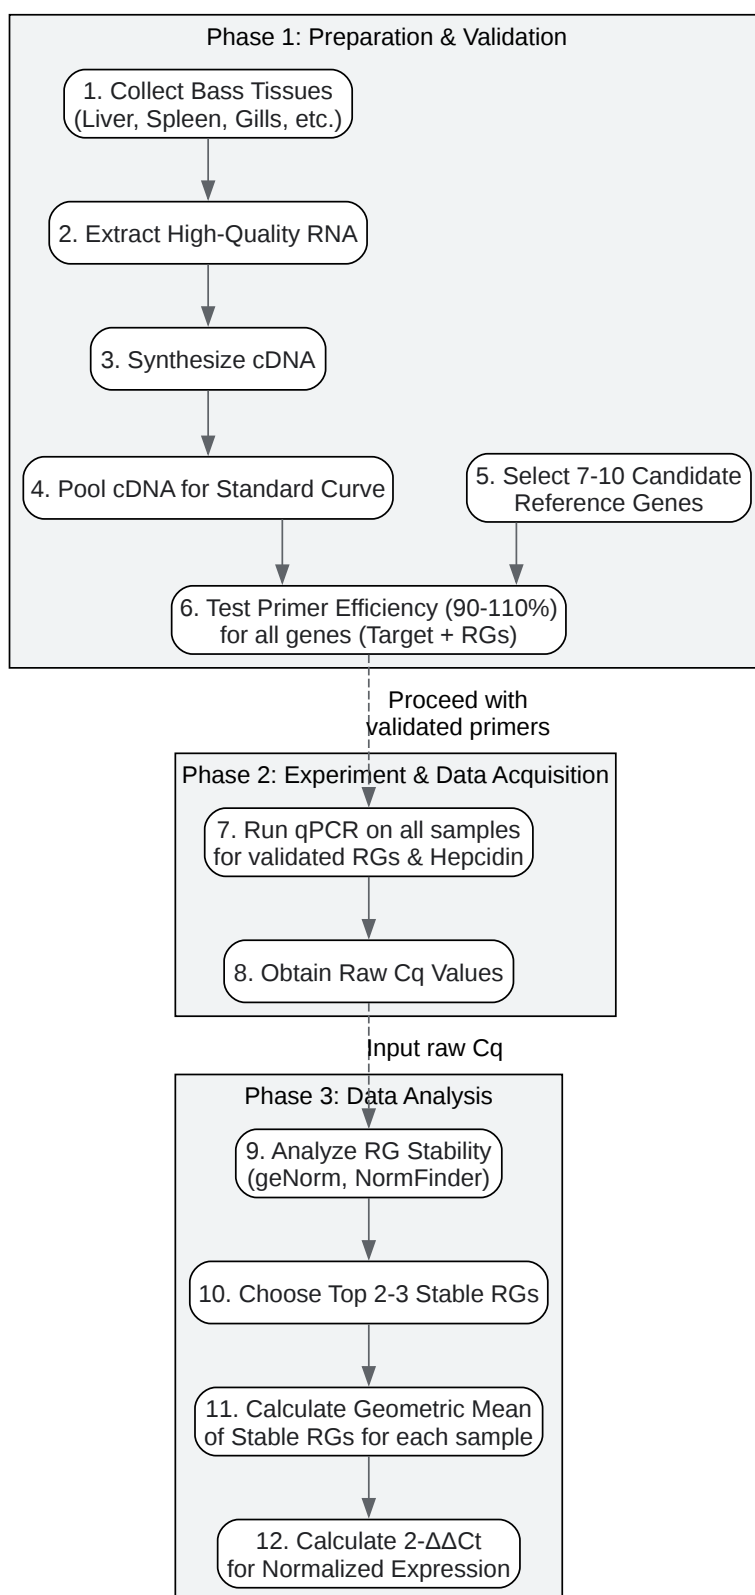 Phase 1: Preparation & Validation
1. Collect Bass Tissues
(Liver, Spleen, Gills, etc.)
2. Extract High-Quality RNA
3. Synthesize cDNA
4. Pool cDNA for Standard Curve
5. Select 7-10 Candidate
Reference Genes
6. Test Primer Efficiency (90-110%)
for all genes (Target + RGs)
Proceed with
validated primers
Phase 2: Experiment & Data Acquisition
7. Run qPCR on all samples
for validated RGs & Hepcidin
8. Obtain Raw Cq Values
Input raw Cq
Phase 3: Data Analysis
9. Analyze RG Stability
(geNorm, NormFinder)
10. Choose Top 2-3 Stable RGs
11. Calculate Geometric Mean
of Stable RGs for each sample
12. Calculate 2-ΔΔCt
for Normalized Expression